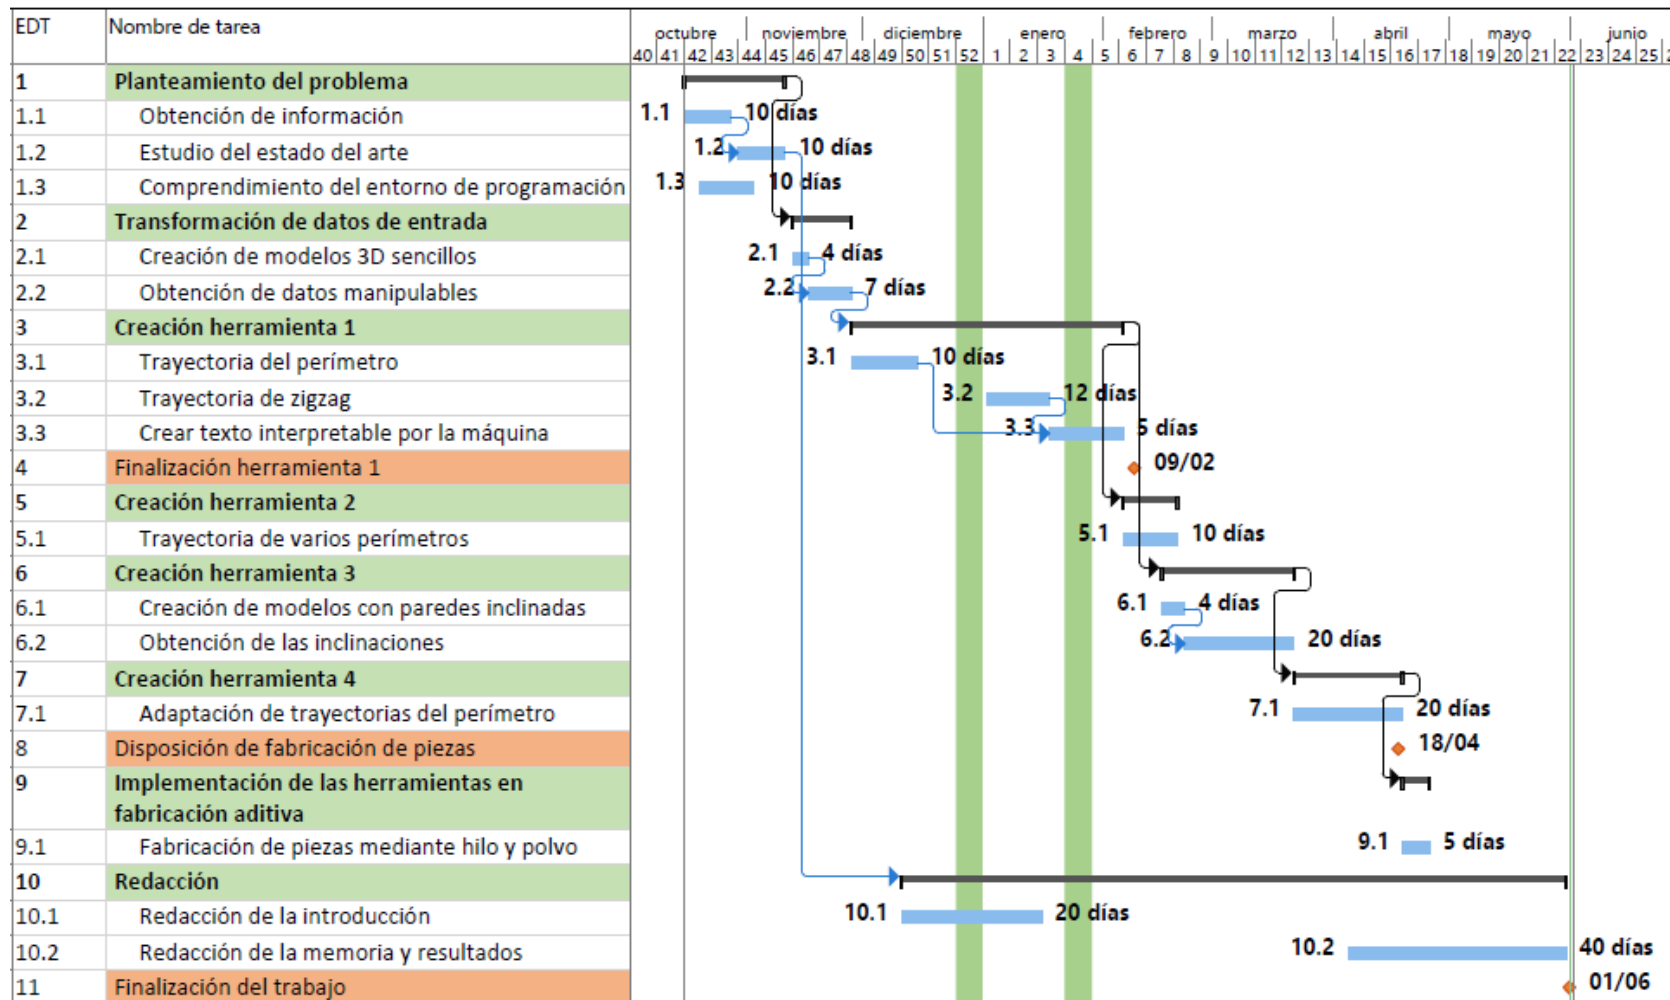 EDT Nombre de tarea
octubre noviembre diciembre enero febrero marzo abril mayo junio
40 41 42 43 44 45 46 47 48 49 50 51 52 1 2 3 4 5 6 7 8 9 10 11 12 13 14 15 16 17 18 19 20 21 22 23 24 25
1 Planteamiento del problema
1.1 Obtención de información 1.1 10 días
1.2 Estudio del estado del arte 1.2 10 días
1.3 Comprendimiento del entorno de programación 1.3 10 días
2 Transformación de datos de entrada
2.1 Creación de modelos 3D sencillos 2.1 4 días
2.2 Obtención de datos manipulables 2.2 7 días
3 Creación herramienta 1
3.1 Trayectoria del perímetro 3.1 10 días
3.2 Trayectoria de zigzag 3.2 12 días
3.3 Crear texto interpretable por la máquina 3.3 5 días
4 Finalización herramienta 1 09/02
5 Creación herramienta 2
5.1 Trayectoria de varios perímetros 5.1 10 días
6 Creación herramienta 3
6.1 Creación de modelos con paredes inclinadas 6.1 4 días
6.2 Obtención de las inclinaciones 6.2 20 días
7 Creación herramienta 4
7.1 Adaptación de trayectorias del perímetro 7.1 20 días
8 Disposición de fabricación de piezas 18/04
9 Implementación de las herramientas en
fabricación aditiva
9.1 Fabricación de piezas mediante hilo y polvo 9.1 5 días
10 Redacción
10.1 Redacción de la introducción 10.1 20 días
10.2 Redacción de la memoria y resultados 10.2 40 días
11 Finalización del trabajo 01/06